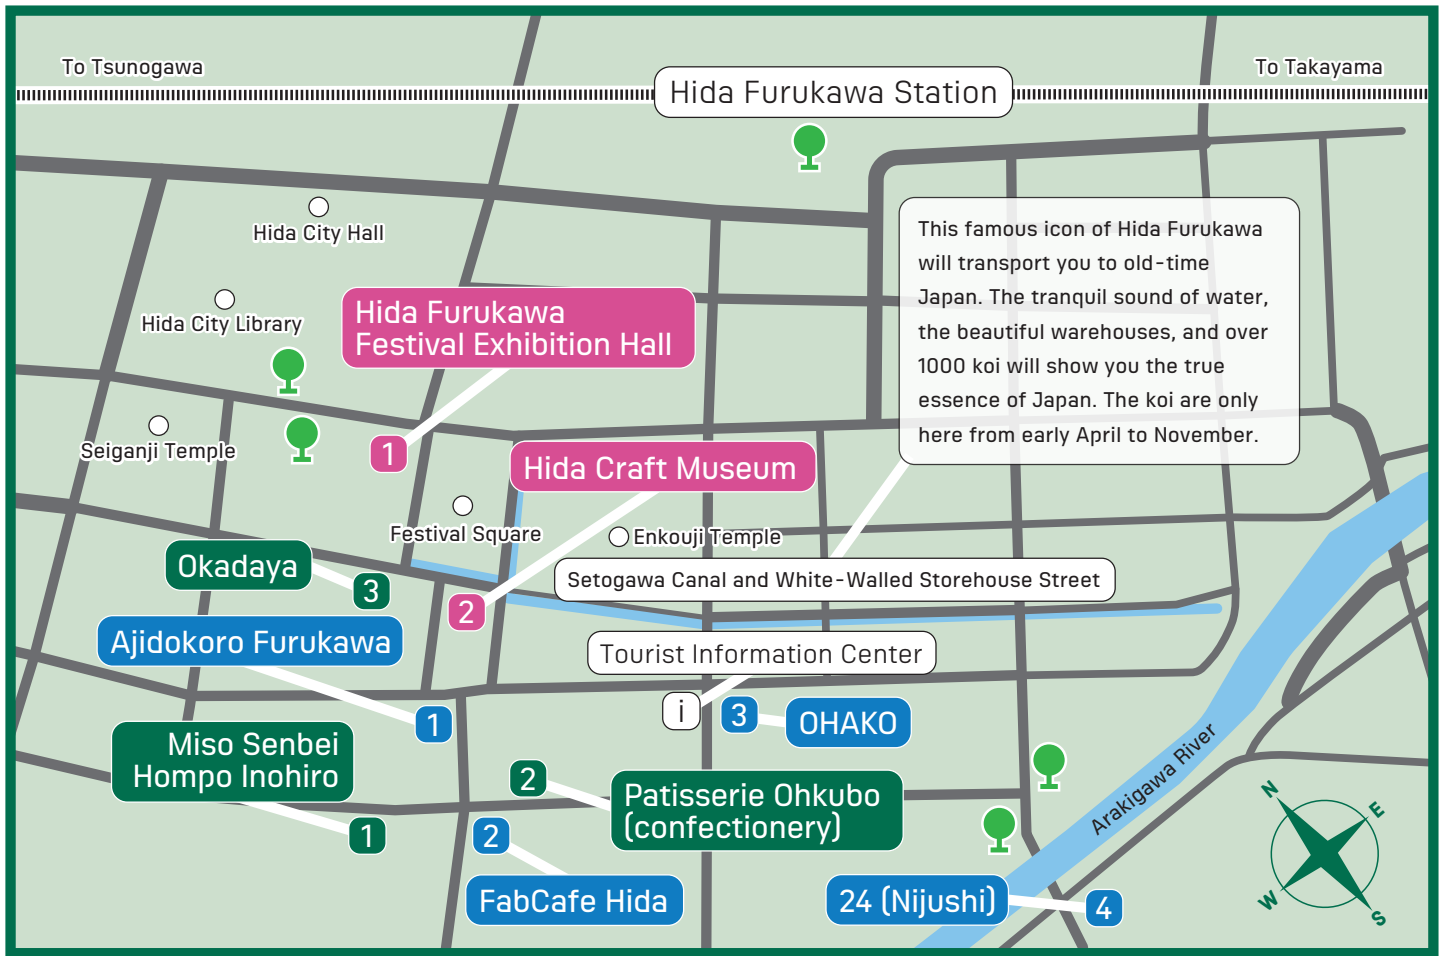 To Tsunogawa
Hida Furukawa Station
To Takayama
Hida City Hall
Hida City Library
Hida Furukawa
Festival Exhibition Hall
This famous icon of Hida Furukawa
will transport you to old-time
Japan. The tranquil sound of water,
the beautiful warehouses, and over
1000 koi will show you the true
essence of Japan. The koi are only
here from early April to November.
Seiganji Temple
1
Hida Craft Museum
Festival Square
Enkouji Temple
Okadaya
3
2
Setogawa Canal and White-Walled Storehouse Street
Ajidokoro Furukawa
Tourist Information Center
1
i
3
OHAKO
Miso Senbei
Hompo Inohiro
2
Patisserie Ohkubo
(confectionery)
1
2
FabCafe Hida
24 (Nijushi)
4
Arakigawa River
N
E
W
S